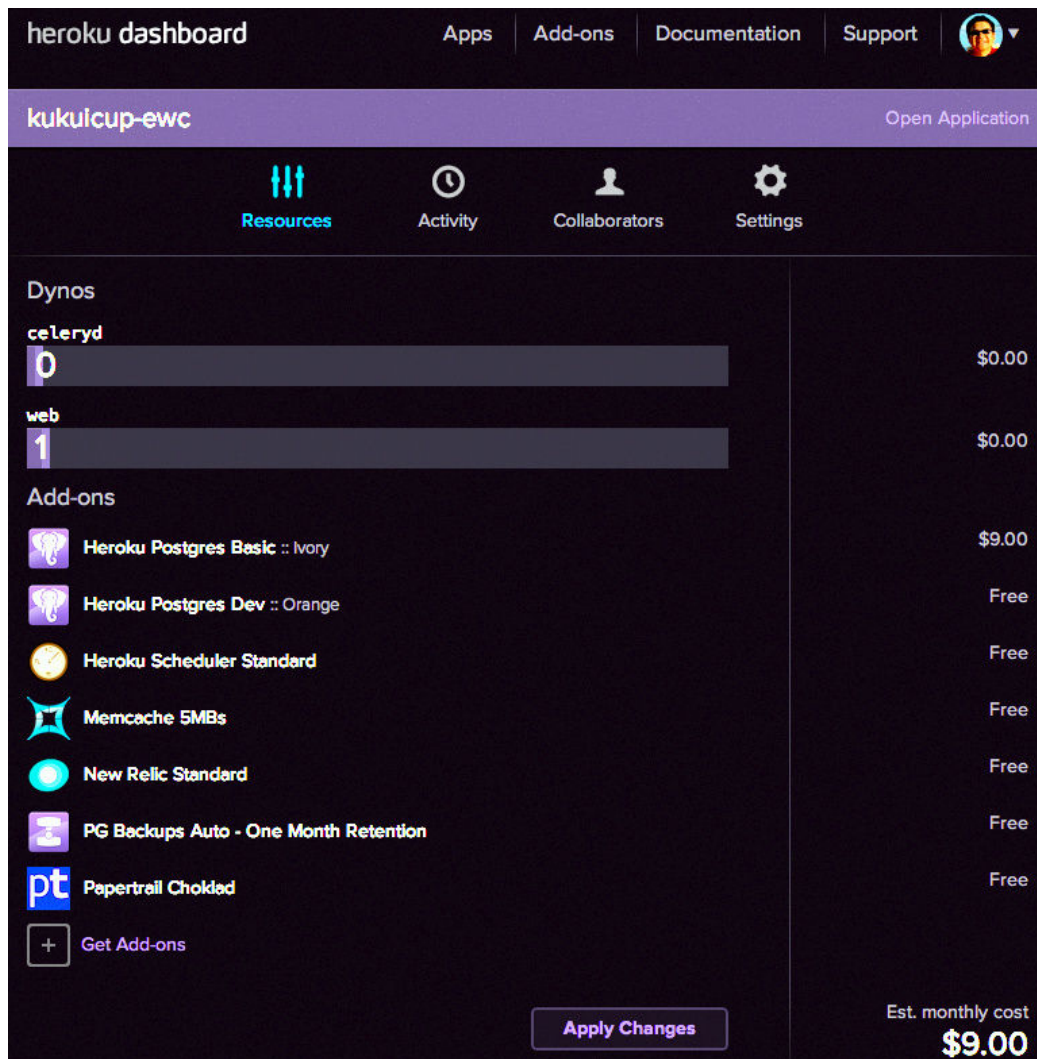 heroku dashboard Apps Add-ons Documentation Support
kukuicup-ewc Open Application
Resources Activity Collaborators Settings
Dynos
celeryd
0 $0.00
web
1 $0.00
Add-ons
Heroku Postgres Basic :: Ivory $9.00
Heroku Postgres Dev :: Orange Free
Heroku Scheduler Standard Free
Memcache 5MBs Free
New Relic Standard Free
PG Backups Auto - One Month Retention Free
pt Papertrail Choklad Free
+ Get Add-ons
Apply Changes Est. monthly cost
$9.00